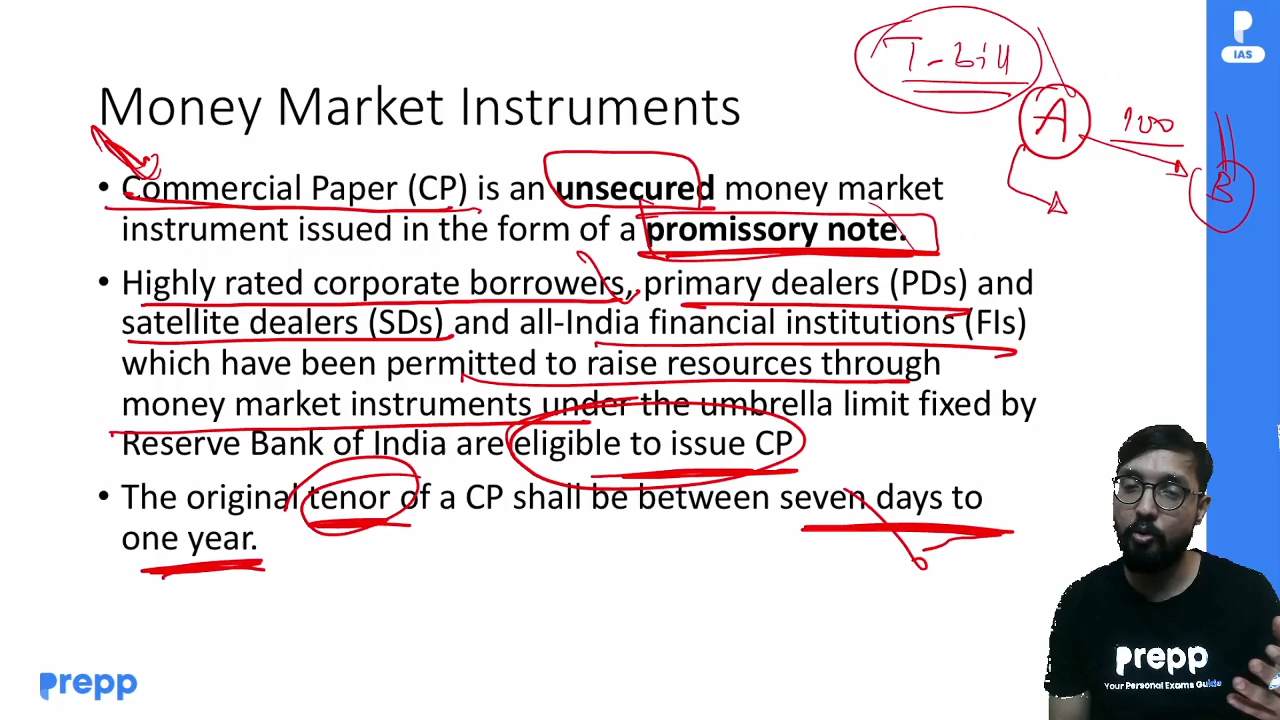 Money Market Instruments
• Commercial Paper (CP) is an unsecured money market
instrument issued in the form of a promissory note.
• Highly rated corporate borrowers, primary dealers (PDs) and
satellite dealers (SDs) and all-India financial institutions (FIs)
which have been permitted to raise resources through
money market instruments under the umbrella limit fixed by
Reserve Bank of India are eligible to issue CP
• The original tenor of a CP shall be between seven days to
one year.
T-bill
A
100
B
IAS
prepp
Your Personal Exams Guide
prepp